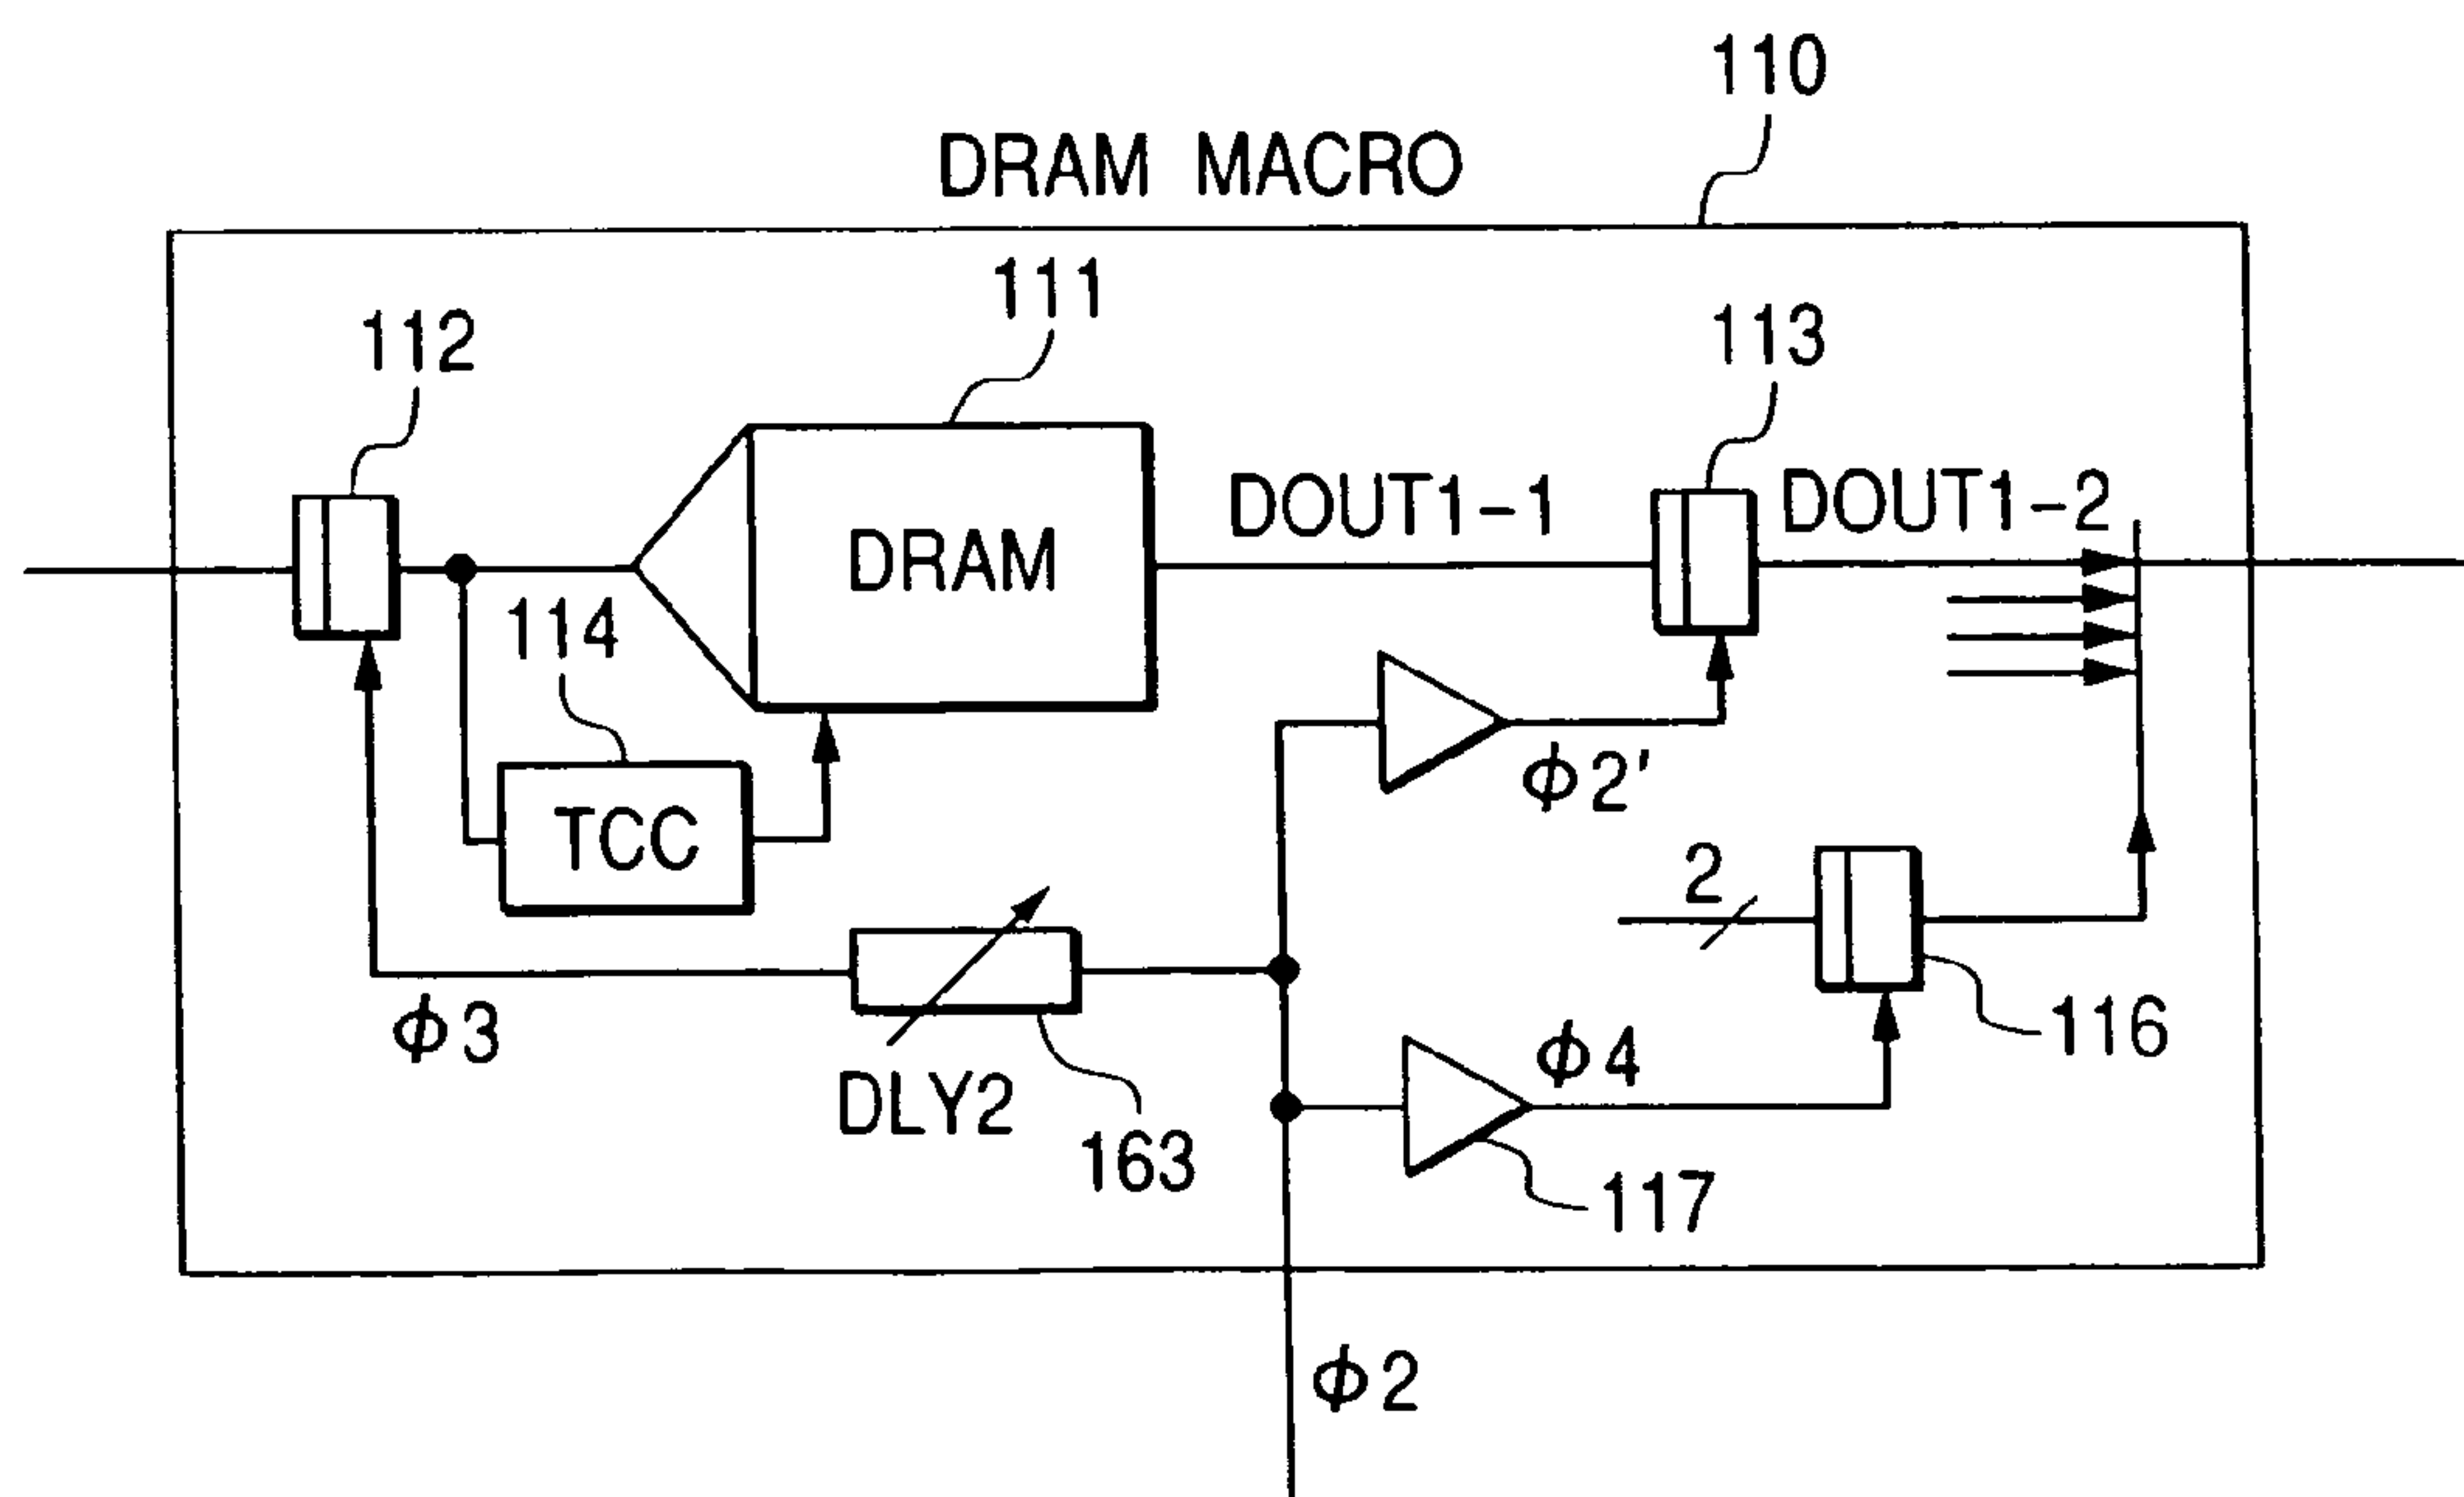 110
DRAM MACRO
111
112
113
DOUT1-1
DOUT1-2
DRAM
114
ϕ2'
TCC
2
ϕ3
116
ϕ4
DLY2
163
117
ϕ2